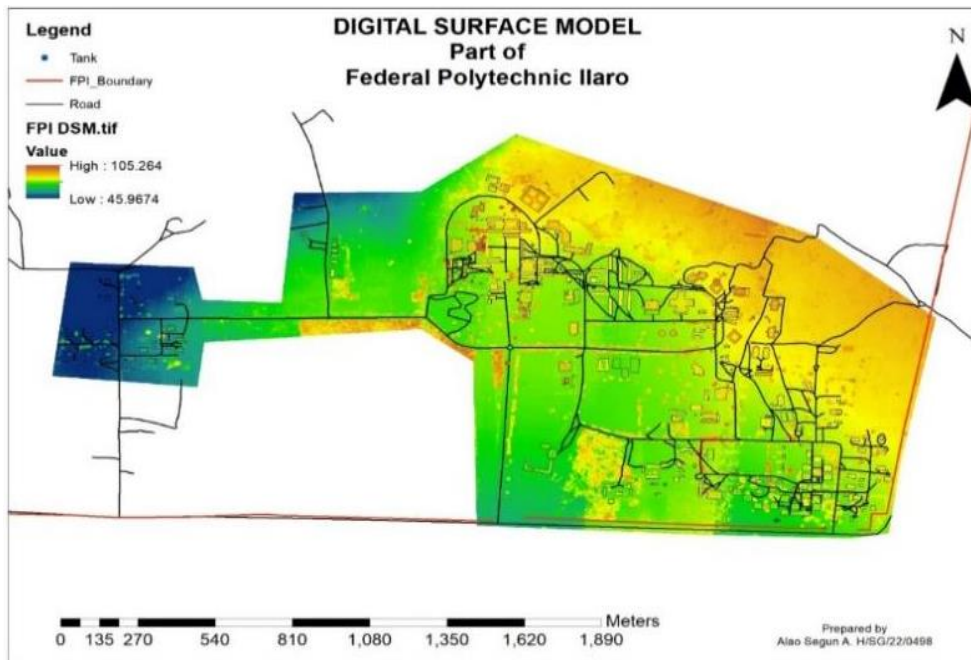 DIGITAL SURFACE MODEL
Part of
Federal Polytechnic Ilaro
Legend
Tank
FPI_Boundary
Road
FPI DSM.tif
Value
High : 105.264
Low : 45.9674
N
Meters
0 135 270 540 810 1,080 1,350 1,620 1,890
Prepared by
Alao Segun A. H/SG/22/0498